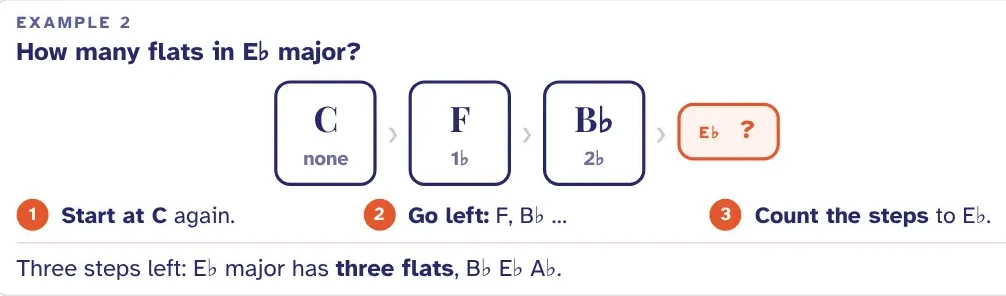 EXAMPLE 2
How many flats in E♭ major?
C › F › B♭ › E♭ ?
none 1♭ 2♭
1 Start at C again. 2 Go left: F, B♭ ... 3 Count the steps to E♭.
Three steps left: E♭ major has three flats, B♭ E♭ A♭.